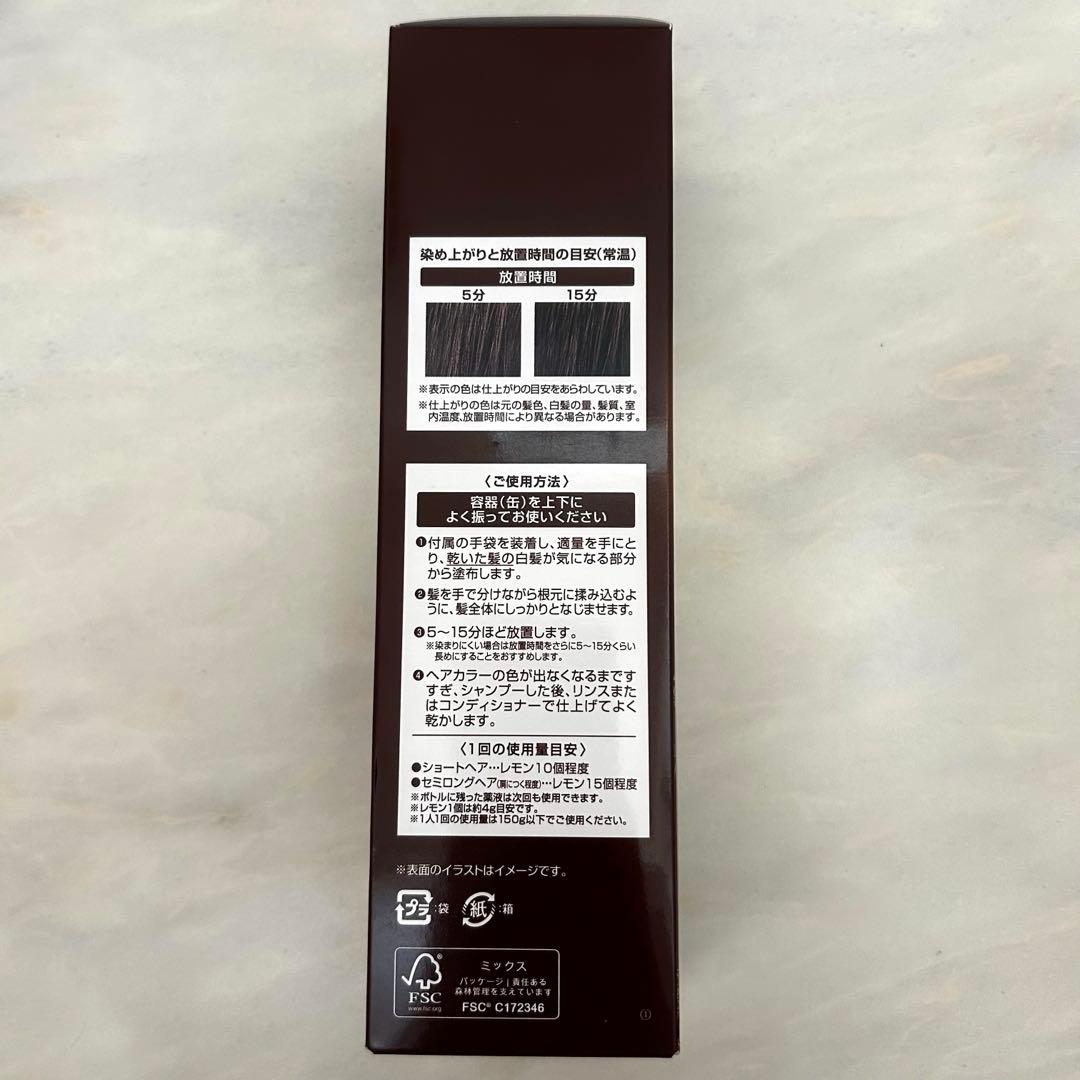 染め上がりと放置時間の目安(常温)
放置時間
5分 15分
※表示の色は仕上がりの目安をあらわしています。
※仕上がりの色は元の髪色、白髪の量、髪質、室
内温度、放置時間により異なる場合があります。
〈ご使用方法〉
容器(缶)を上下に
よく振ってお使いください
❶付属の手袋を装着し、適量を手にと
り、乾いた髪の白髪が気になる部分
から塗布します。
❷髪を手で分けながら根元に揉み込むよ
うに、髪全体にしっかりとなじませます。
❸5〜15分ほど放置します。
※染まりにくい場合は放置時間をさらに5〜15分くらい
長めにすることをおすすめします。
❹ヘアカラーの色が出なくなるまです
すぎ、シャンプーした後、リンスまた
はコンディショナーで仕上げてよく
乾かします。
〈1回の使用量目安〉
●ショートヘア…レモン10個程度
●セミロングヘア(肩につく程度)…レモン15個程度
※ボトルに残った薬液は次回も使用できます。
※レモン1個は約4g目安です。
※1人1回の使用量は150g以下でご使用ください。
※表面のイラストはイメージです。
プラ:袋 紙:箱
ミックス
パッケージ|責任ある
森林管理を支えています
FSC® C172346
FSC
www.fsc.org
①